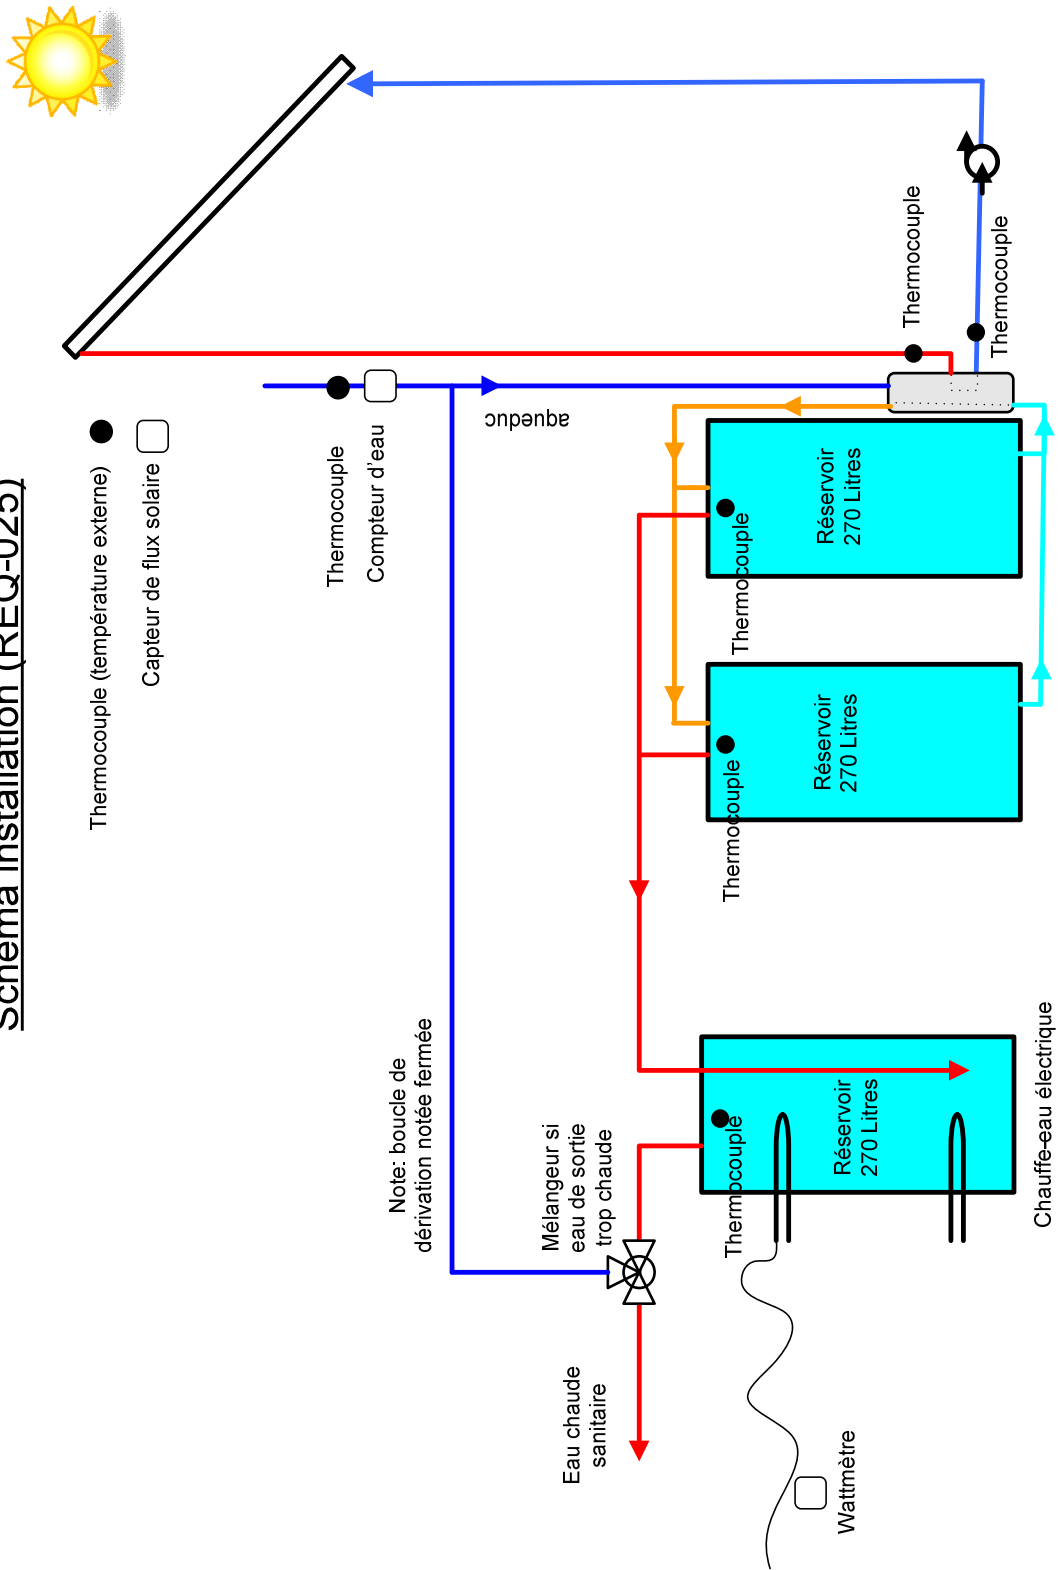 Schéma installation (REQ-025)
Thermocouple (température externe)
Capteur de flux solaire
Thermocouple
Compteur d'eau
aqueduc
Thermocouple
Thermocouple
Note: boucle de
dérivation notée fermée
Mélangeur si
eau de sortie
trop chaude
Eau chaude
sanitaire
Thermocouple
Réservoir
270 Litres
Thermocouple
Réservoir
270 Litres
Thermocouple
Réservoir
270 Litres
Chauffe-eau électrique
Wattmètre